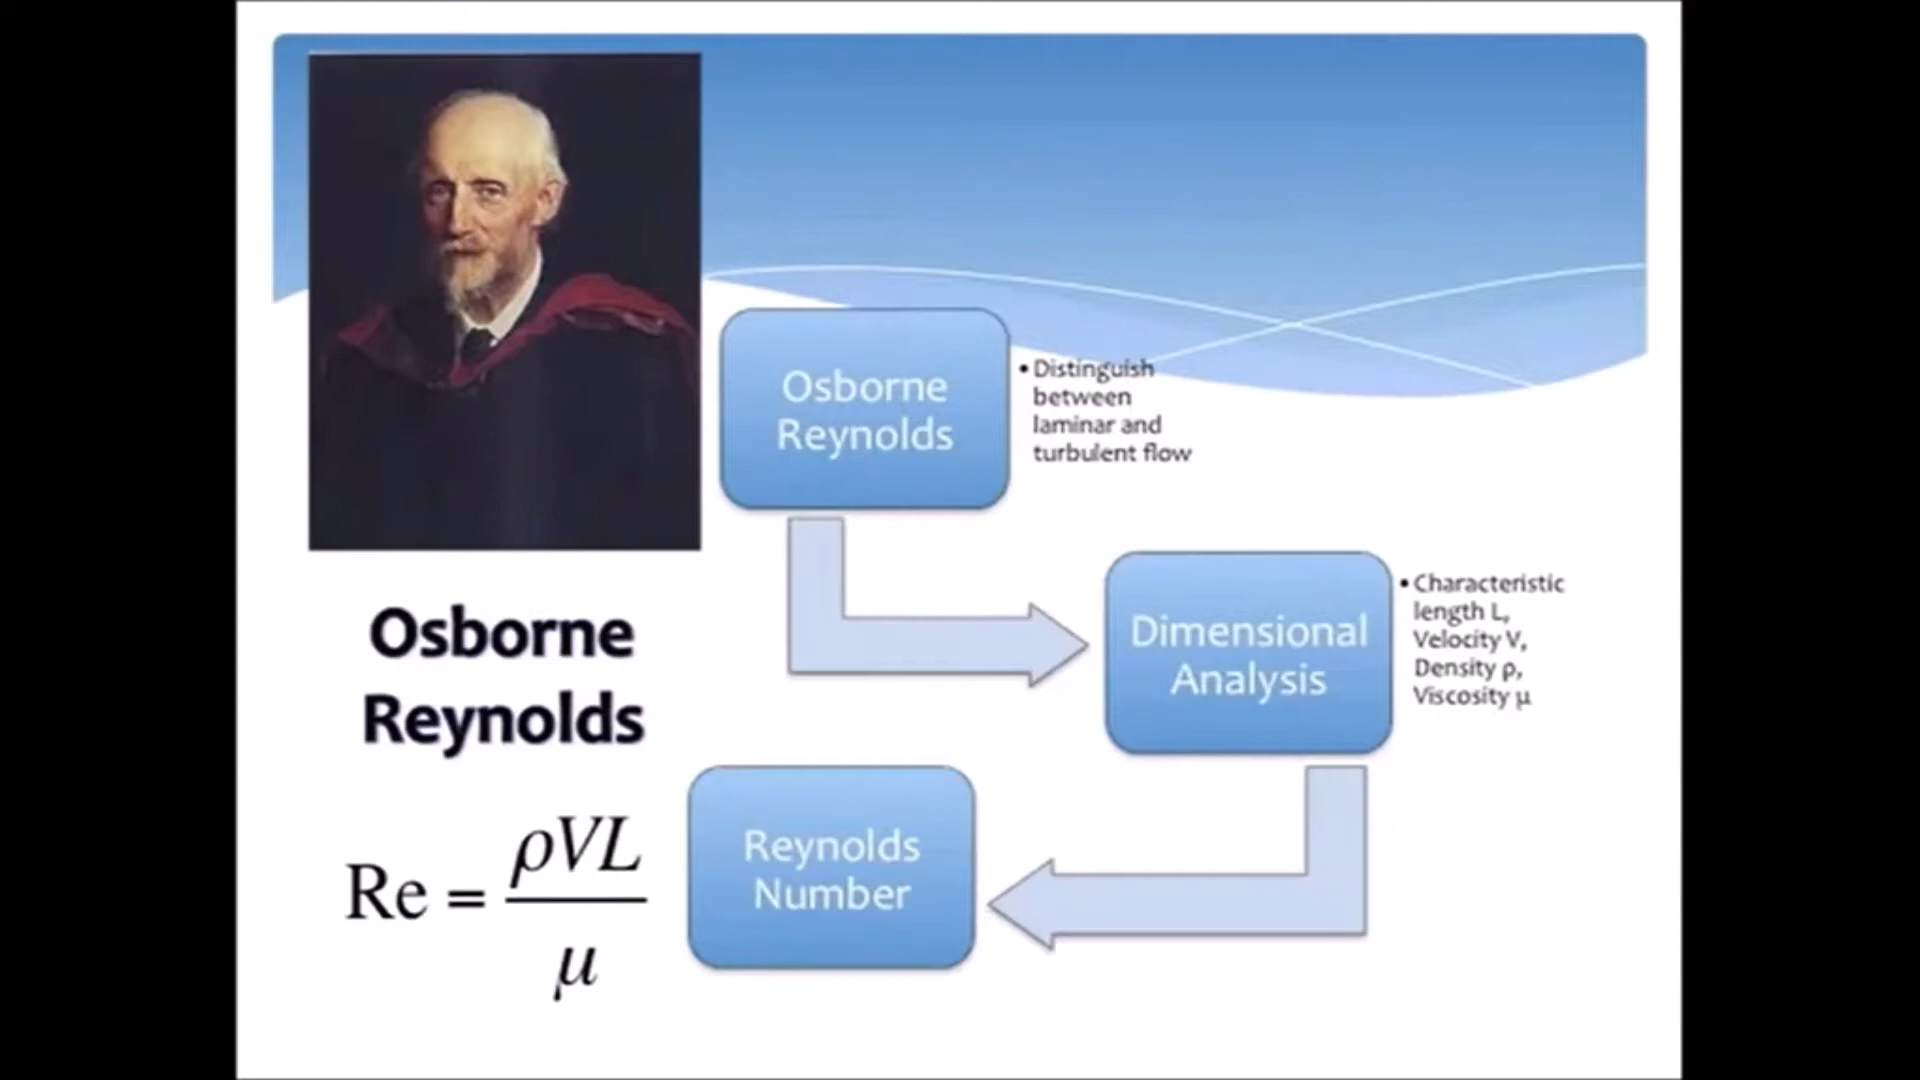 Osborne
Reynolds
• Distinguish
between
laminar and
turbulent flow
Dimensional
Analysis
• Characteristic
length L,
Velocity V,
Density ρ,
Viscosity μ
Osborne
Reynolds
Reynolds
Number
Re = ρVL / μ